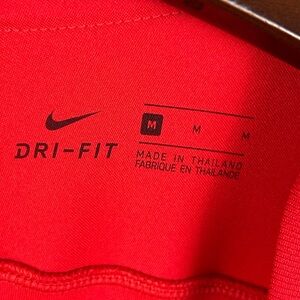 M M M
DRI-FIT
MADE IN THAILAND
FABRIQUÉ EN THAÏLANDE